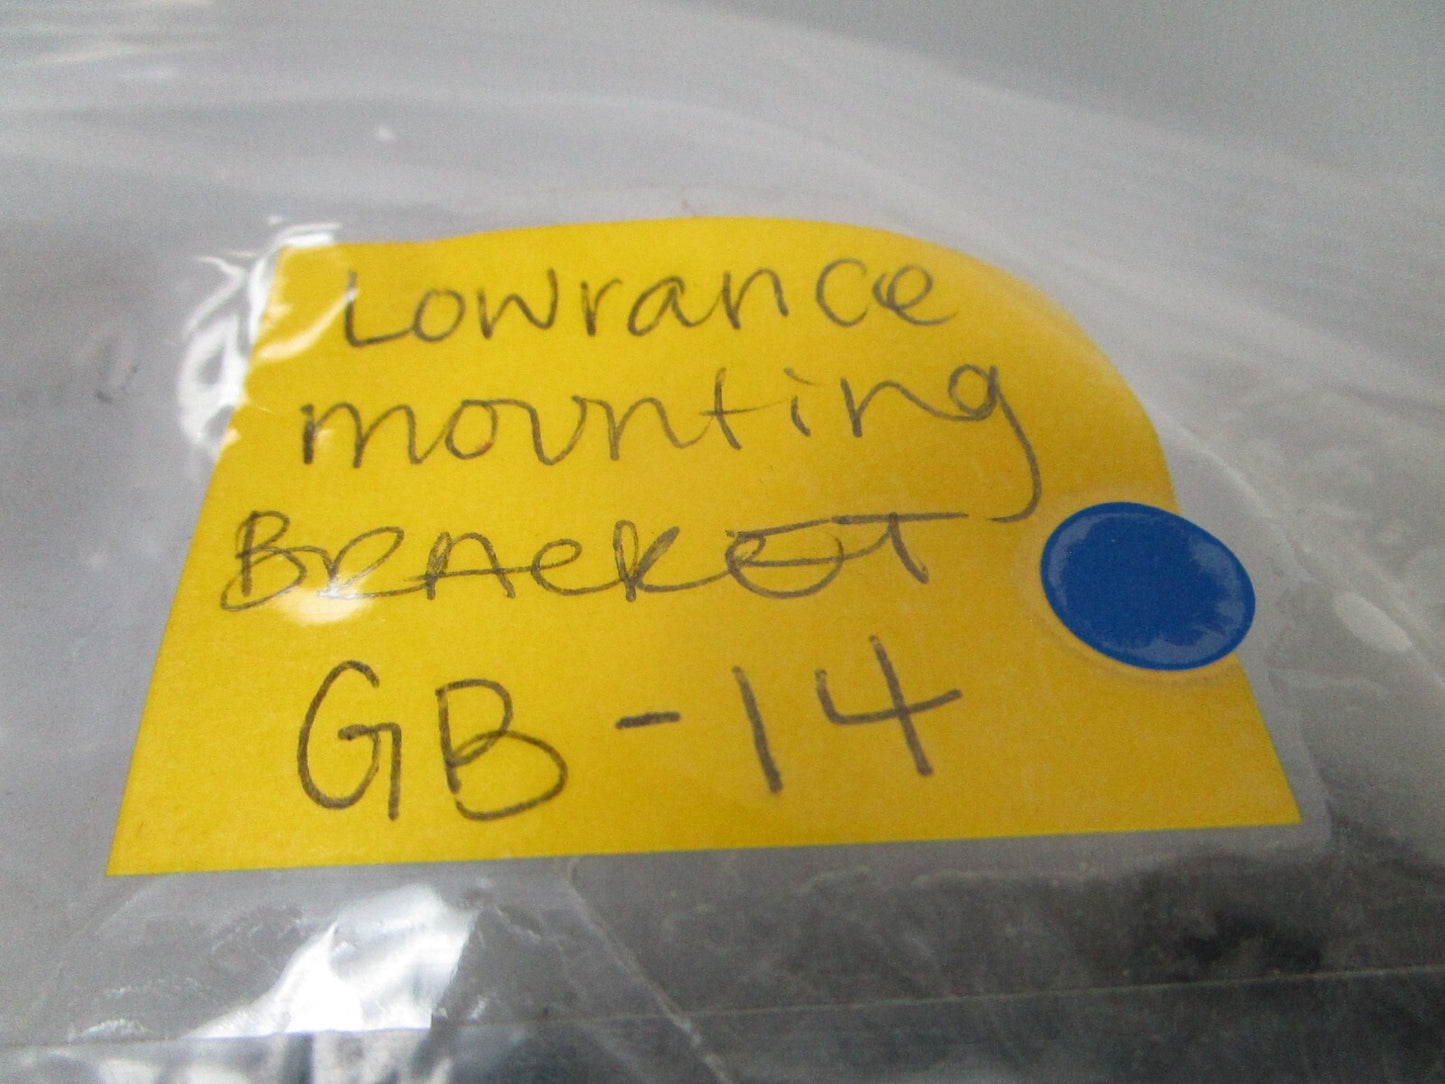 Lowrance
mounting
BRACKET
GB-14